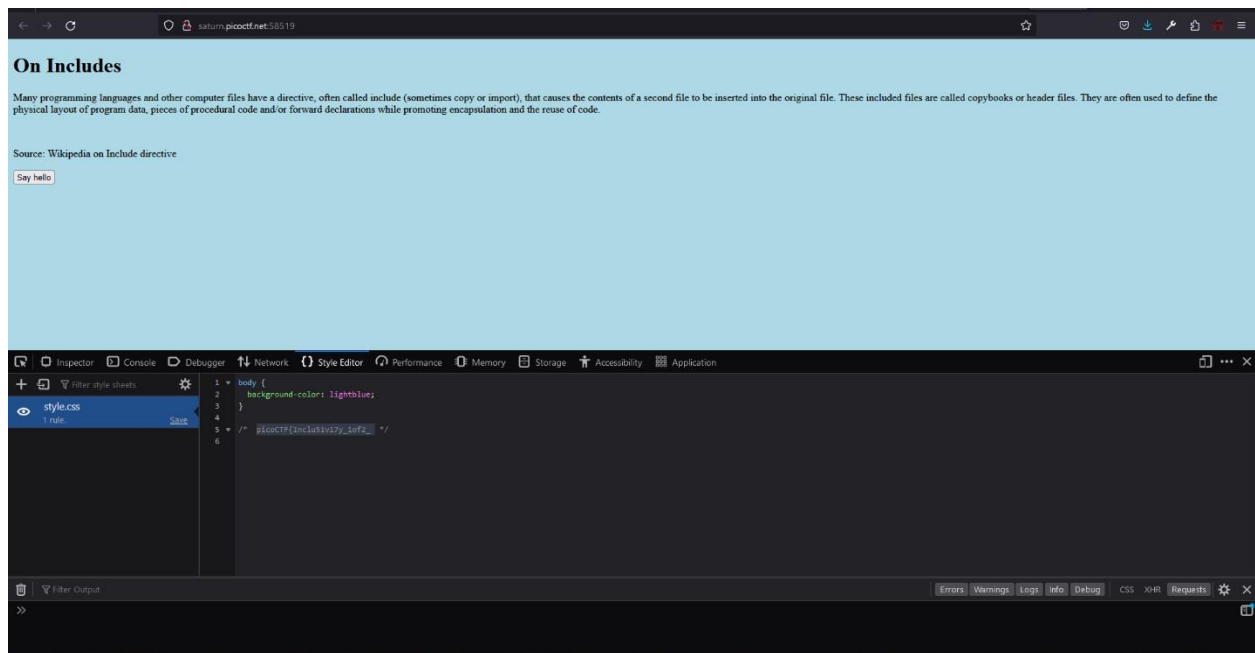 saturn.picoctf.net:58519
On Includes
Many programming languages and other computer files have a directive, often called include (sometimes copy or import), that causes the contents of a second file to be inserted into the original file. These included files are called copybooks or header files. They are often used to define the
physical layout of program data, pieces of procedural code and/or forward declarations while promoting encapsulation and the reuse of code.
Source: Wikipedia on Include directive
Say hello
Inspector Console Debugger Network {} Style Editor Performance Memory Storage Accessibility Application
Filter style sheets
style.css
1 rule.
Save
1 body {
2 background-color: lightblue;
3 }
4
5 /* picoCTF{1nclu51v17y_1of2_ */
6
Filter Output
Errors Warnings Logs Info Debug CSS XHR Requests
»